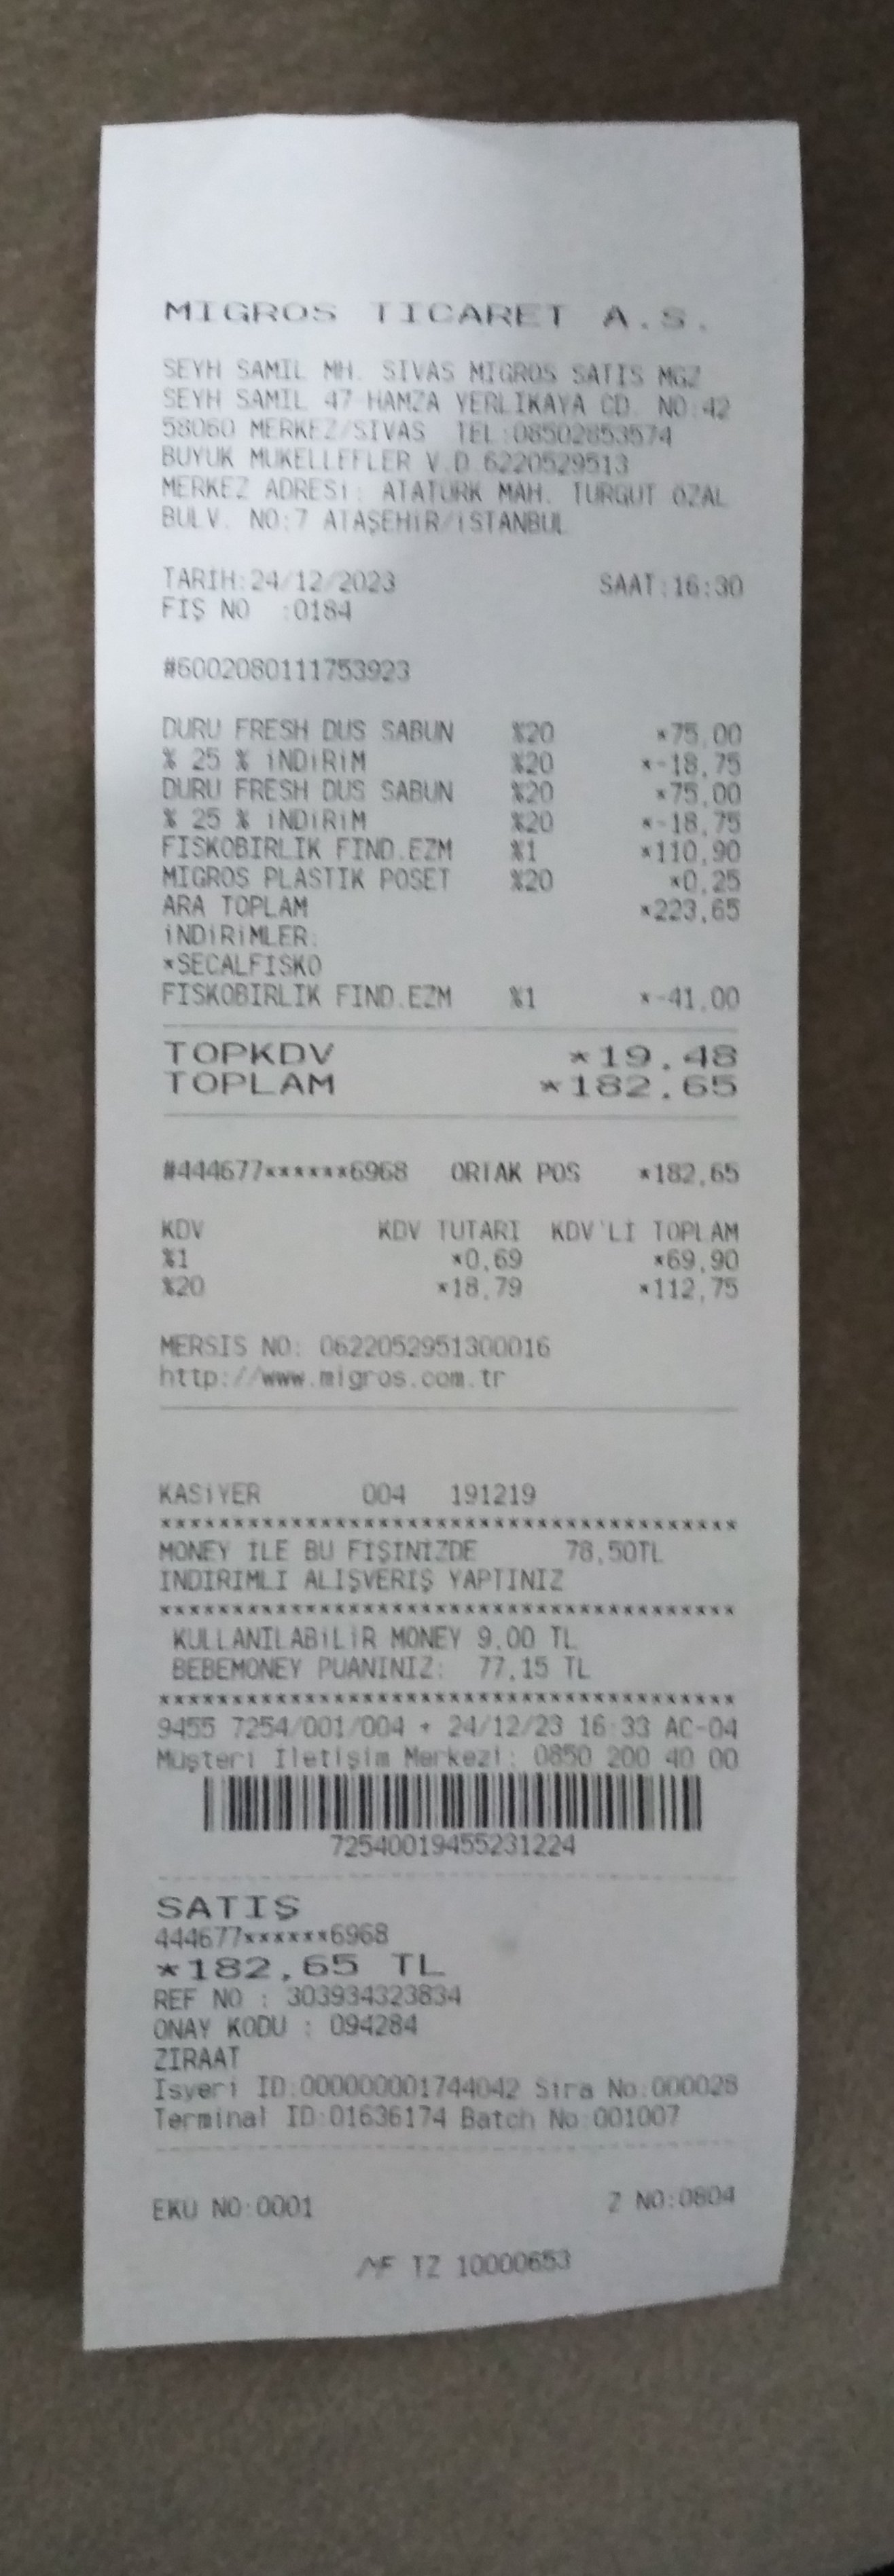 MIGROS TICARET A.S.
SEYH SAMIL MH. SIVAS MIGROS SATIS MGZ
SEYH SAMIL 47 HAMZA YERLIKAYA CD. NO:42
58060 MERKEZ/SIVAS TEL:08502853574
BUYUK MUKELLEFLER V.D.6220529513
MERKEZ ADRESİ: ATATÜRK MAH. TURGUT ÖZAL
BULV. NO:7 ATAŞEHİR/İSTANBUL
TARIH:24/12/2023 SAAT:16:30
FIŞ NO :0184
#6002080111753923
DURU FRESH DUS SABUN %20 *75,00
% 25 % İNDİRİM %20 *-18,75
DURU FRESH DUS SABUN %20 *75,00
% 25 % İNDİRİM %20 *-18,75
FISKOBIRLIK FIND.EZM %1 *110,90
MIGROS PLASTIK POSET %20 *0,25
ARA TOPLAM *223,65
İNDİRİMLER:
*SECALFISKO
FISKOBIRLIK FIND.EZM %1 *-41,00
TOPKDV *19.48
TOPLAM *182.65
#444677******6968 ORTAK POS *182,65
KDV KDV TUTARI KDV'LI TOPLAM
%1 *0,69 *69,90
%20 *18,79 *112,75
MERSIS NO: 0622052951300016
http://www.migros.com.tr
KASİYER 004 191219
****************************************
MONEY ILE BU FIŞINIZDE 78,50TL
INDIRIMLI ALIŞVERIŞ YAPTINIZ
****************************************
KULLANILABİLİR MONEY 9.00 TL
BEBEMONEY PUANINIZ: 77,15 TL
****************************************
9455 7254/001/004 + 24/12/23 16:33 AC-04
Müşteri İletişim Merkezi: 0850 200 40 00
72540019455231224
SATIŞ
444677******6968
*182,65 TL
REF NO : 303934323834
ONAY KODU : 094284
ZIRAAT
Isyeri ID:000000001744042 Sira No:000028
Terminal ID:01636174 Batch No:001007
EKU NO:0001 Z NO:0804
MF TZ 10000653